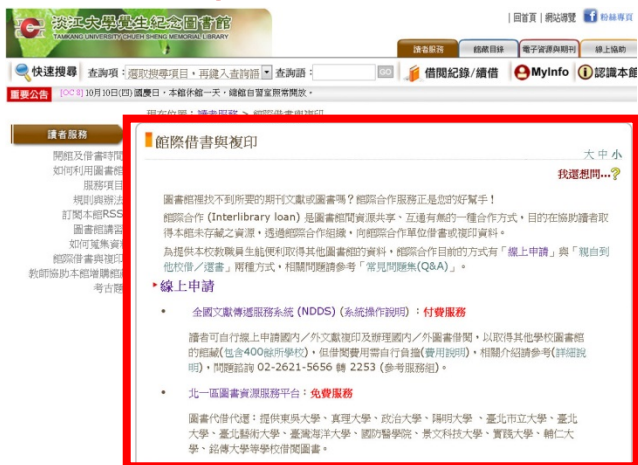 淡江大學覺生紀念圖書館
TAMKANG UNIVERSITY CHUEH SHENG MEMORIAL LIBRARY
回首頁 | 網站導覽 粉絲專頁
讀者服務 館藏目錄 電子資源與期刊 線上協助
快速搜尋 查詢項：選取搜尋項目，再鍵入查詢語 查詢語： GO 借閱紀錄/續借 MyInfo 認識本館
重要公告 [OC 8] 10月10日(四) 國慶日，本館休館一天，總館自習室照常開放。
現在位置：讀者服務 > 館際借書與複印
讀者服務
開館及借書時間
如何利用圖書館
服務項目
規則與辦法
訂閱本館RSS
圖書館講習
如何蒐集資料
館際借書與複印
教師協助本館增購館藏
考古題
館際借書與複印
大 中 小
我還想問...?
圖書館裡找不到所要的期刊文獻或圖書嗎？館際合作服務正是您的好幫手！
館際合作 (Interlibrary loan) 是圖書館間資源共享、互通有無的一種合作方式，目的在協助讀者取
得本館未存藏之資源，透過館際合作組織，向館際合作單位借書或複印資料。
為提供本校教職員生能便利取得其他圖書館的資料，館際合作目前的方式有「線上申請」與「親自到
他校借／還書」兩種方式，相關問題請參考「常見問題集(Q&A)」。
線上申請
• 全國文獻傳遞服務系統 (NDDS) (系統操作說明)：付費服務
讀者可自行線上申請國內／外文獻複印及辦理國內／外圖書借閱，以取得其他學校圖書館
的館藏(包含400餘所學校)，但借閱費用需自行負擔(費用說明)，相關介紹請參考(詳細說
明)，問題諮詢 02-2621-5656 轉 2253 (參考服務組)。
• 北一區圖書資源服務平台：免費服務
圖書代借代還：提供東吳大學、真理大學、政治大學、陽明大學 、臺北市立大學、臺北
大學、臺北藝術大學、臺灣海洋大學、國防醫學院、景文科技大學、實踐大學、輔仁大
學、銘傳大學等學校借閱圖書。